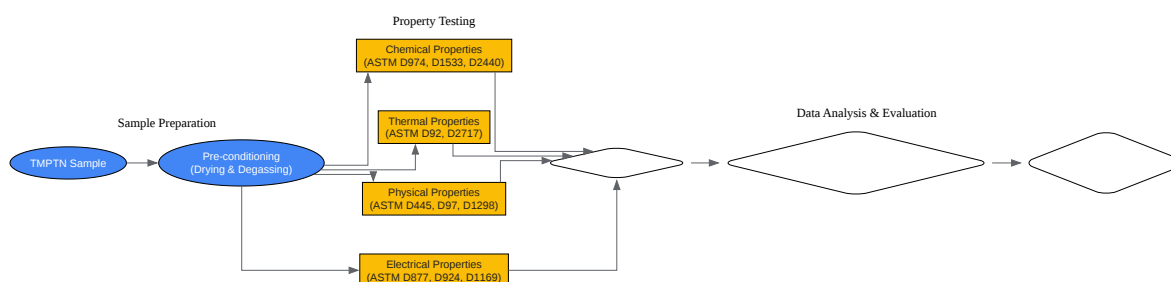 Property Testing
Chemical Properties
(ASTM D974, D1533, D2440)
Sample Preparation
Thermal Properties
(ASTM D92, D2717)
Data Analysis & Evaluation
TMPTN Sample
Pre-conditioning
(Drying & Degassing)
Physical Properties
(ASTM D445, D97, D1298)
Electrical Properties
(ASTM D877, D924, D1169)